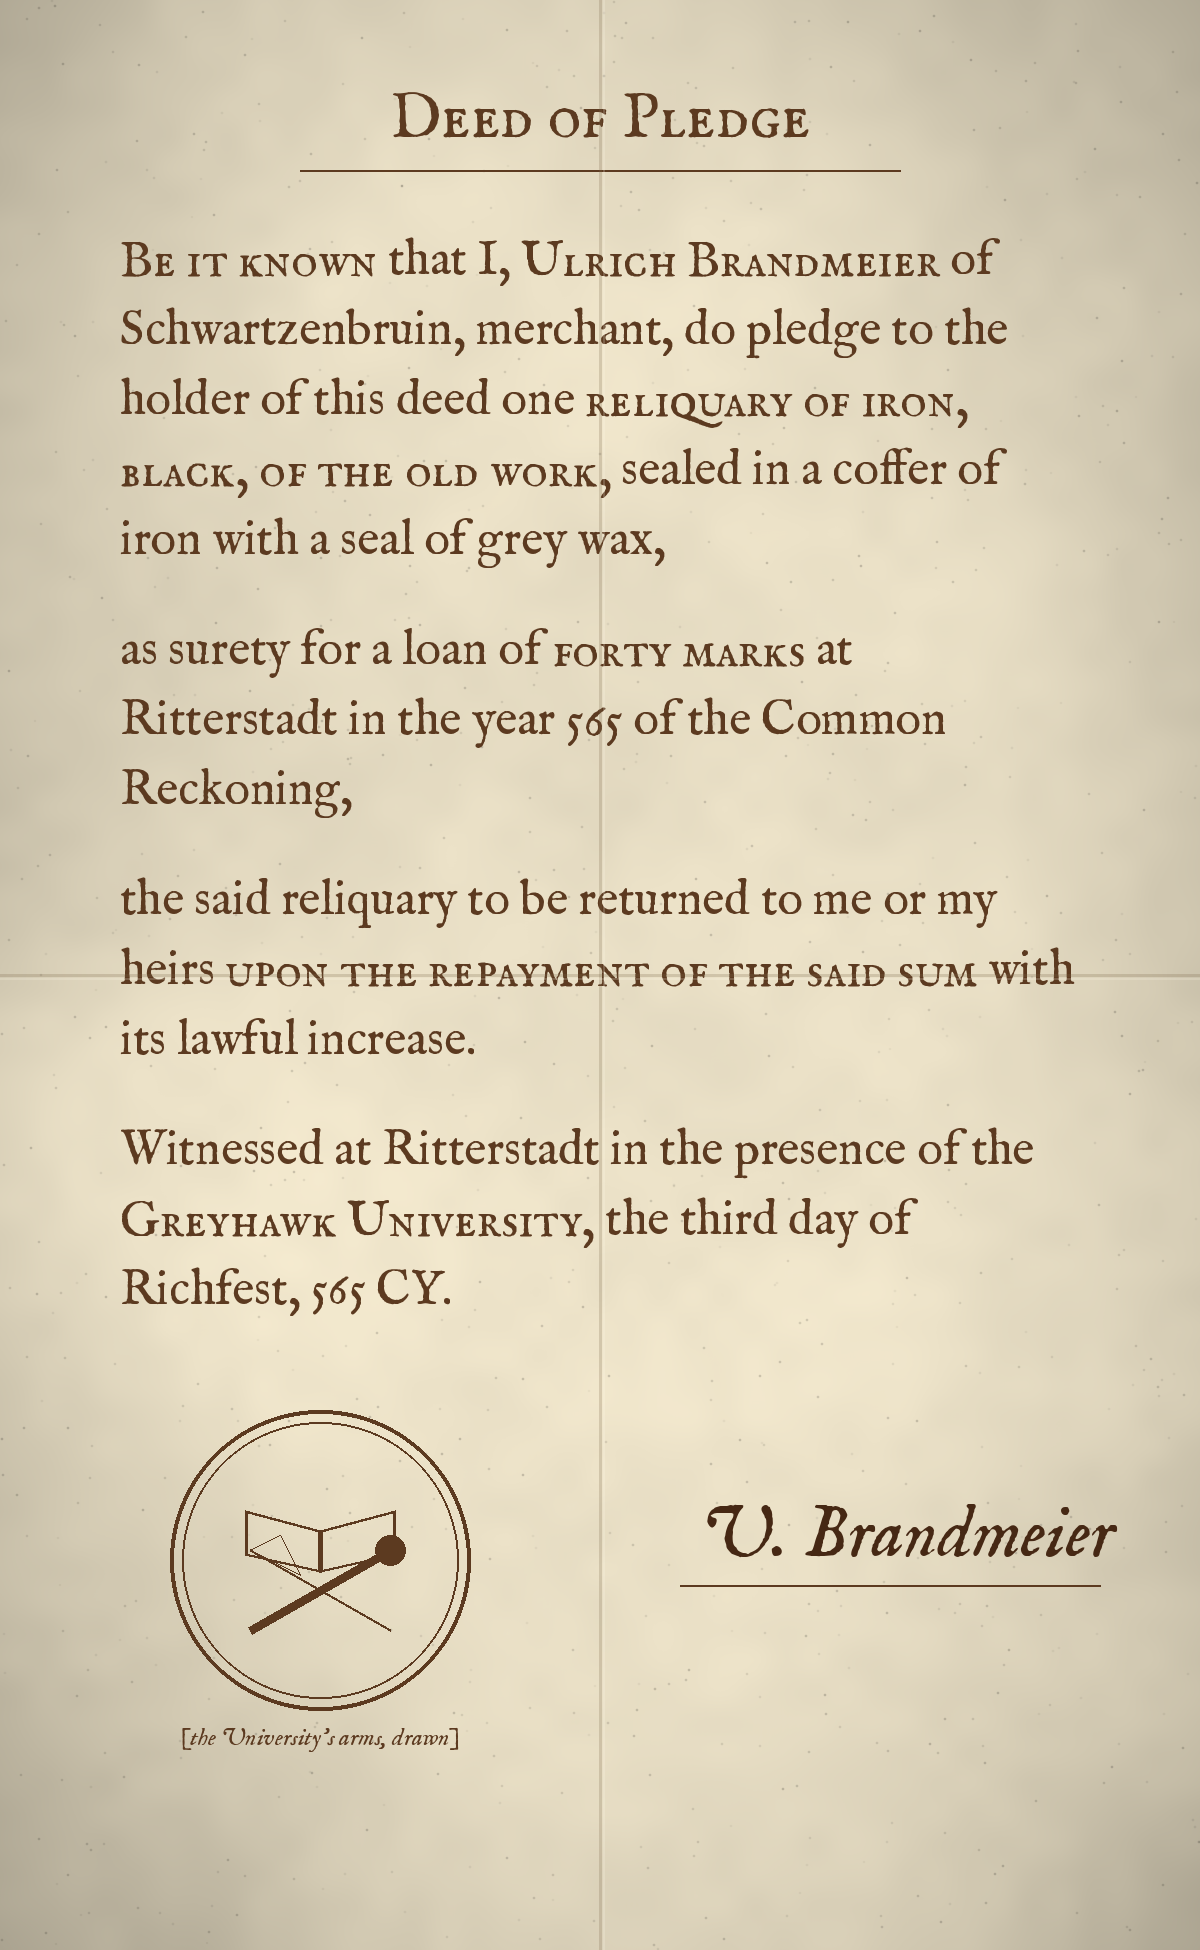 Deed of Pledge
Be it known that I, Ulrich Brandmeier of
Schwartzenbruin, merchant, do pledge to the
holder of this deed one reliquary of iron,
black, of the old work, sealed in a coffer of
iron with a seal of grey wax,
as surety for a loan of forty marks at
Ritterstadt in the year 565 of the Common
Reckoning,
the said reliquary to be returned to me or my
heirs upon the repayment of the said sum with
its lawful increase.
Witnessed at Ritterstadt in the presence of the
Greyhawk University, the third day of
Richfest, 565 CY.
U. Brandmeier
[the University's arms, drawn]